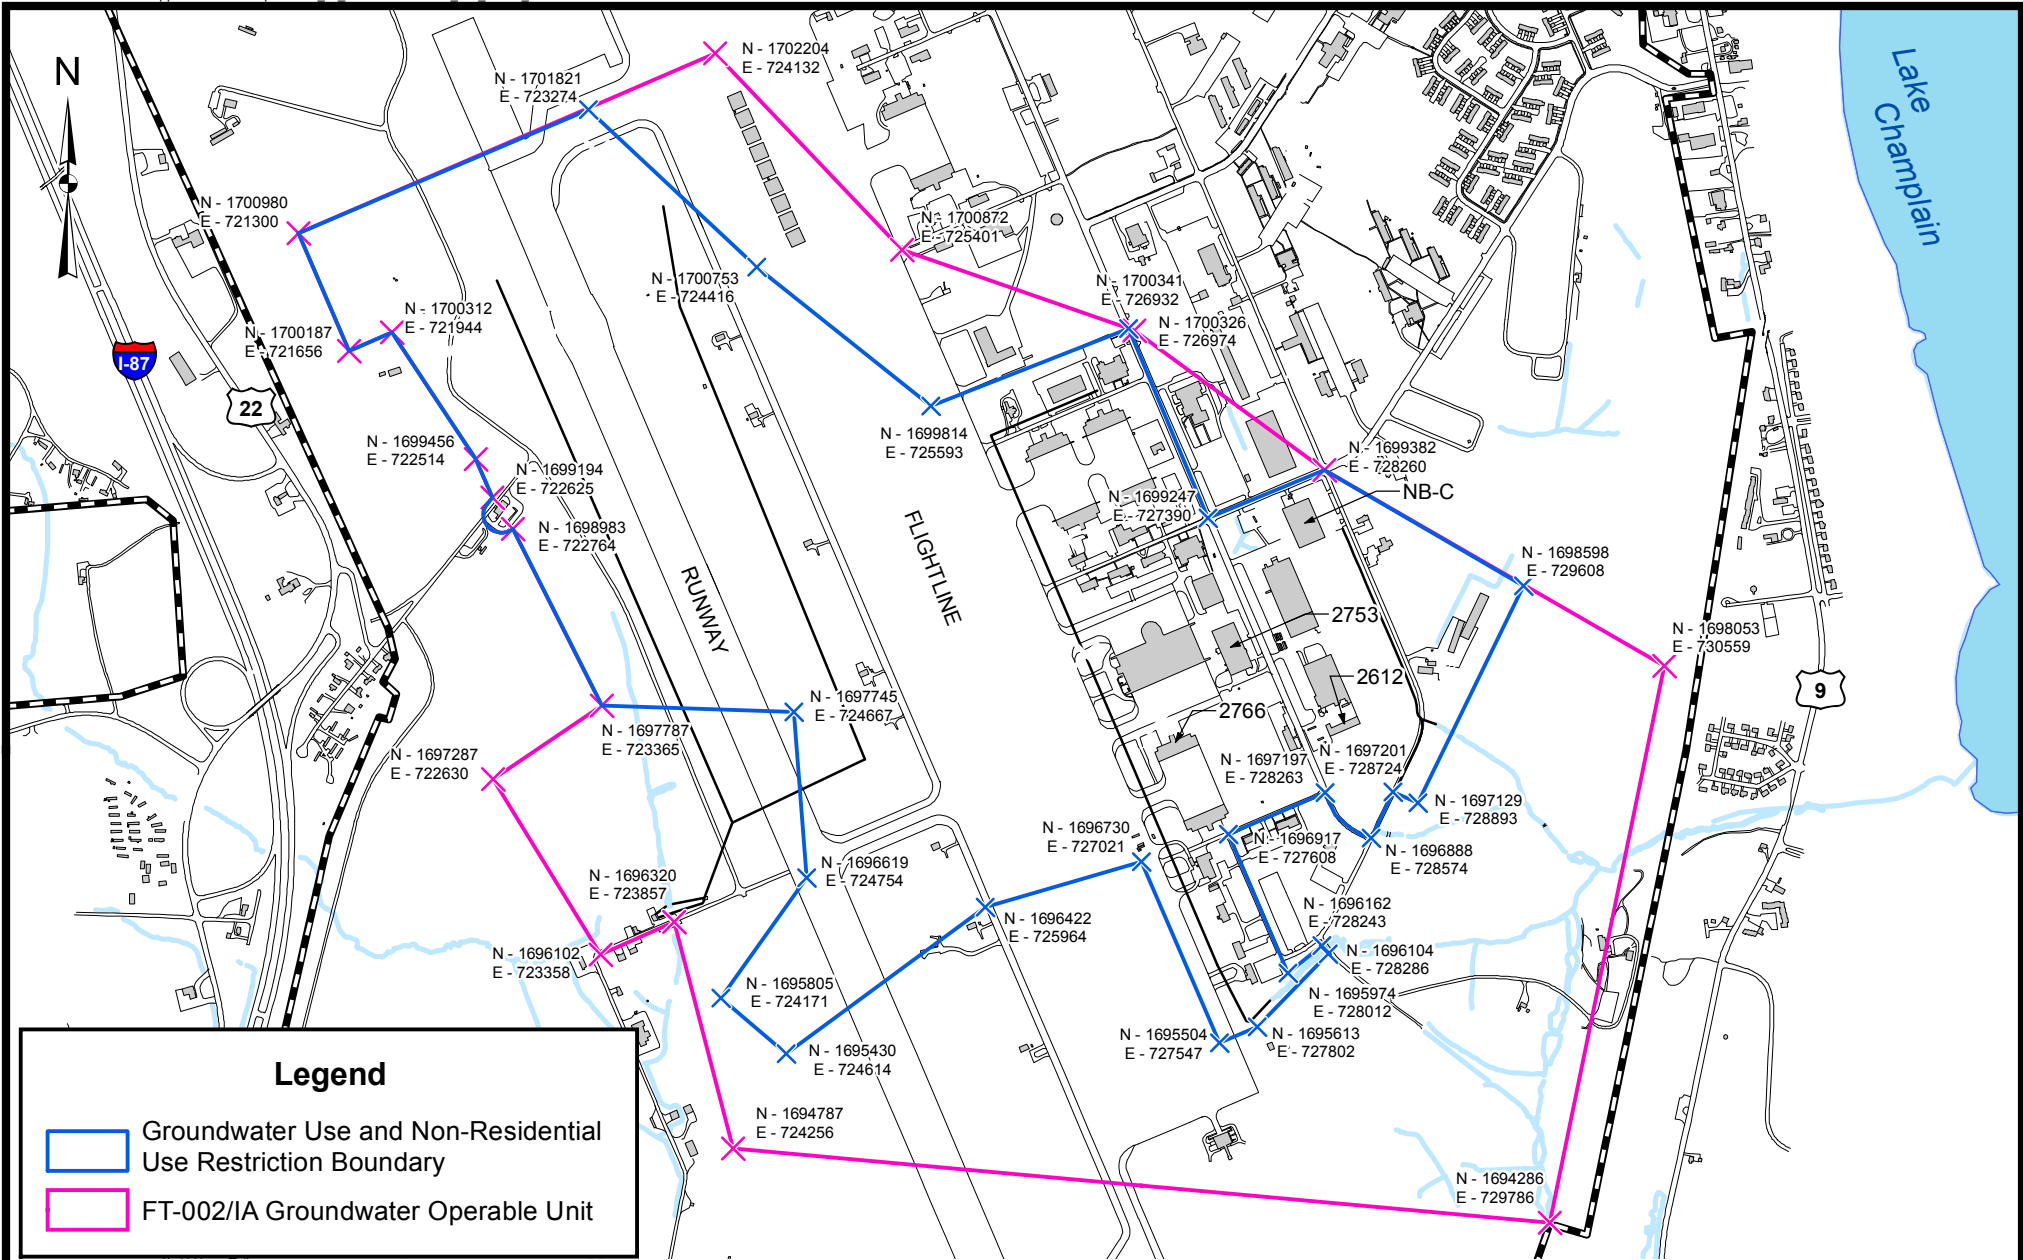 N
Lake
Champlain
N - 1702204
E - 724132
N - 1701821
E - 723274
N - 1700980
E - 721300
N - 1700872
E - 725401
N - 1700753
E - 724416
N - 1700341
E - 726932
N - 1700312
E - 721944
N - 1700326
E - 726974
N - 1700187
E - 721656
I-87
22
N - 1699814
E - 725593
N - 1699456
E - 722514
N - 1699382
E - 728260
N - 1699194
E - 722625
NB-C
N - 1699247
E - 727390
N - 1698983
E - 722764
FLIGHTLINE
RUNWAY
N - 1698598
E - 729608
2753
N - 1698053
E - 730559
2612
9
N - 1697745
E - 724667
2766
N - 1697787
E - 723365
N - 1697287
E - 722630
N - 1697197
E - 728263
N - 1697201
E - 728724
N - 1697129
E - 728893
N - 1696730
E - 727021
N - 1696917
E - 727608
N - 1696888
E - 728574
N - 1696619
E - 724754
N - 1696320
E - 723857
N - 1696422
E - 725964
N - 1696162
E - 728243
N - 1696102
E - 723358
N - 1696104
E - 728286
N - 1695805
E - 724171
N - 1695974
E - 728012
N - 1695504
E - 727547
N - 1695613
E - 727802
N - 1695430
E - 724614
N - 1694787
E - 724256
N - 1694286
E - 729786
Legend
Groundwater Use and Non-Residential
Use Restriction Boundary
FT-002/IA Groundwater Operable Unit